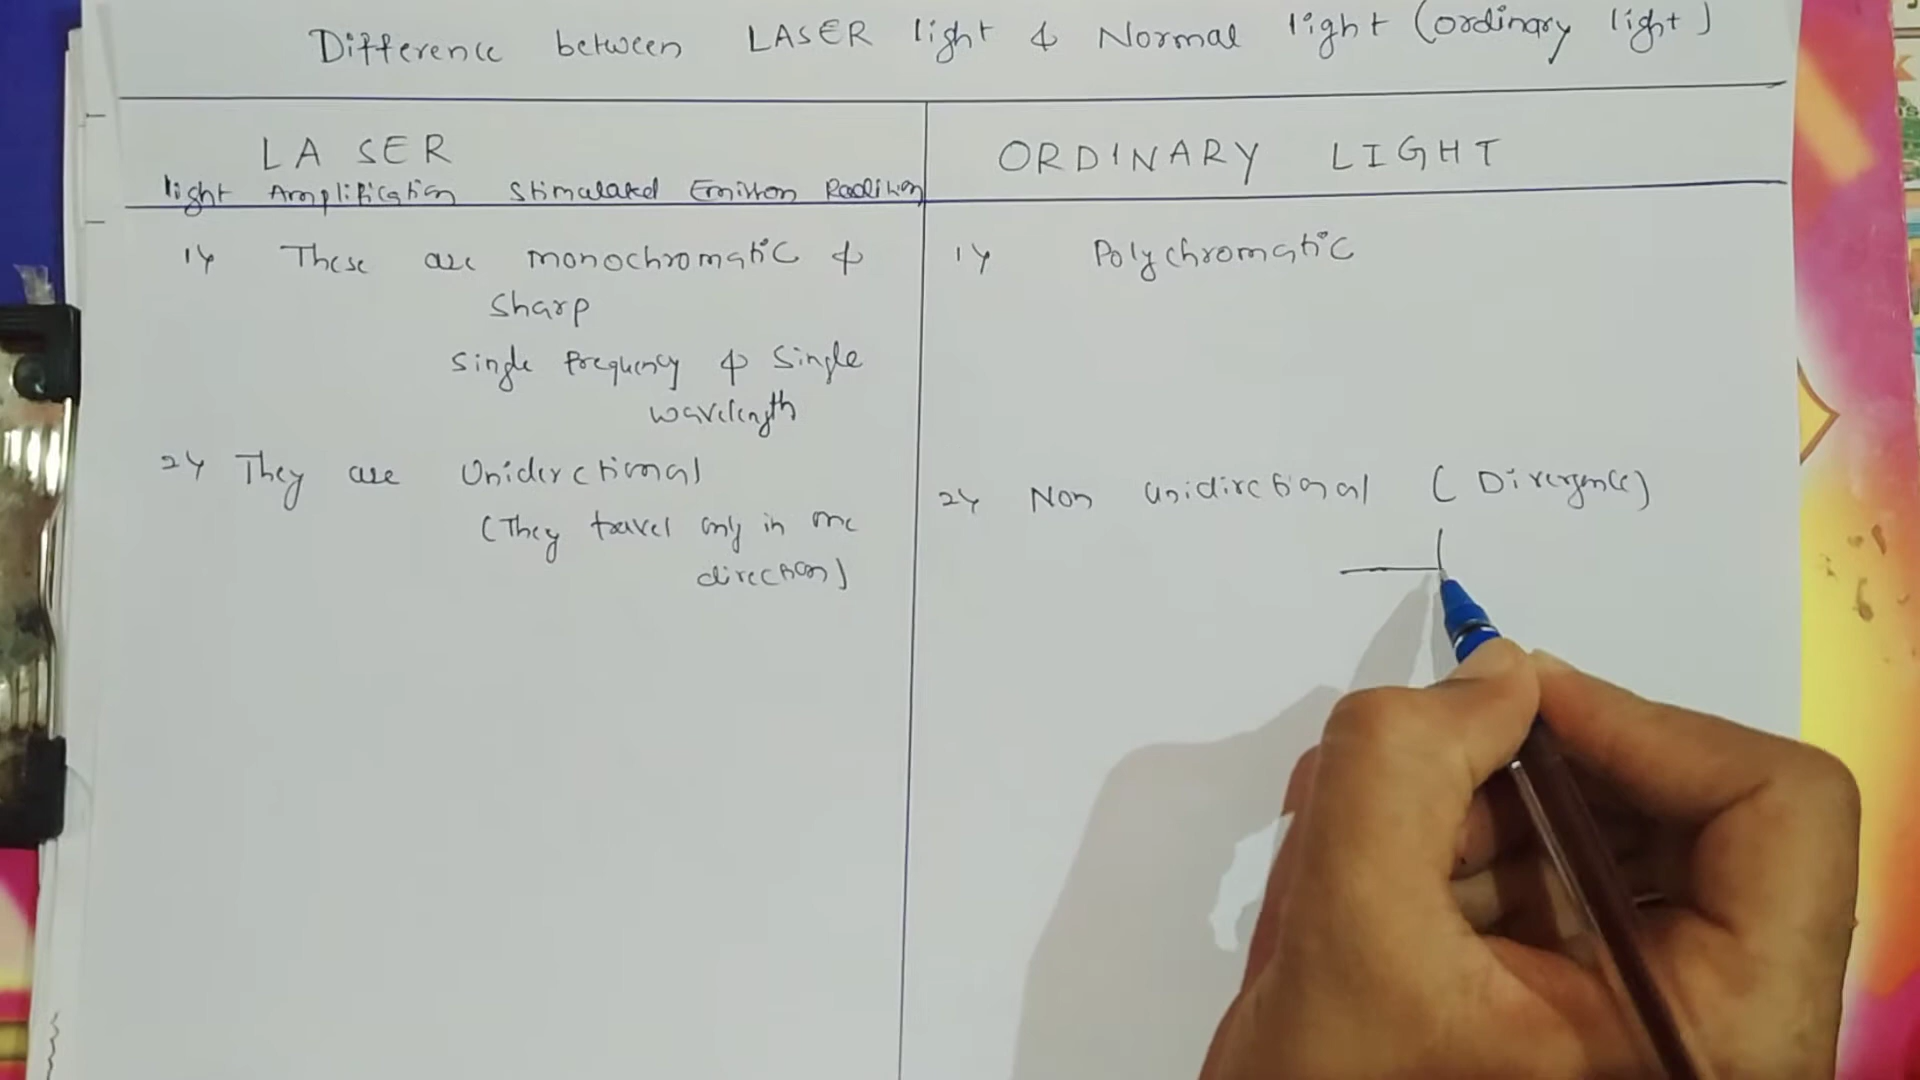 Difference between LASER light & Normal light (ordinary light)
LASER
light Amplification Stimulated Emission Radiation
1) These are monochromatic &
sharp
single frequency & single
wavelength
2) They are Unidirectional
(They travel only in one
direction)
ORDINARY LIGHT
1) Polychromatic
2) Non unidirectional (Divergence)